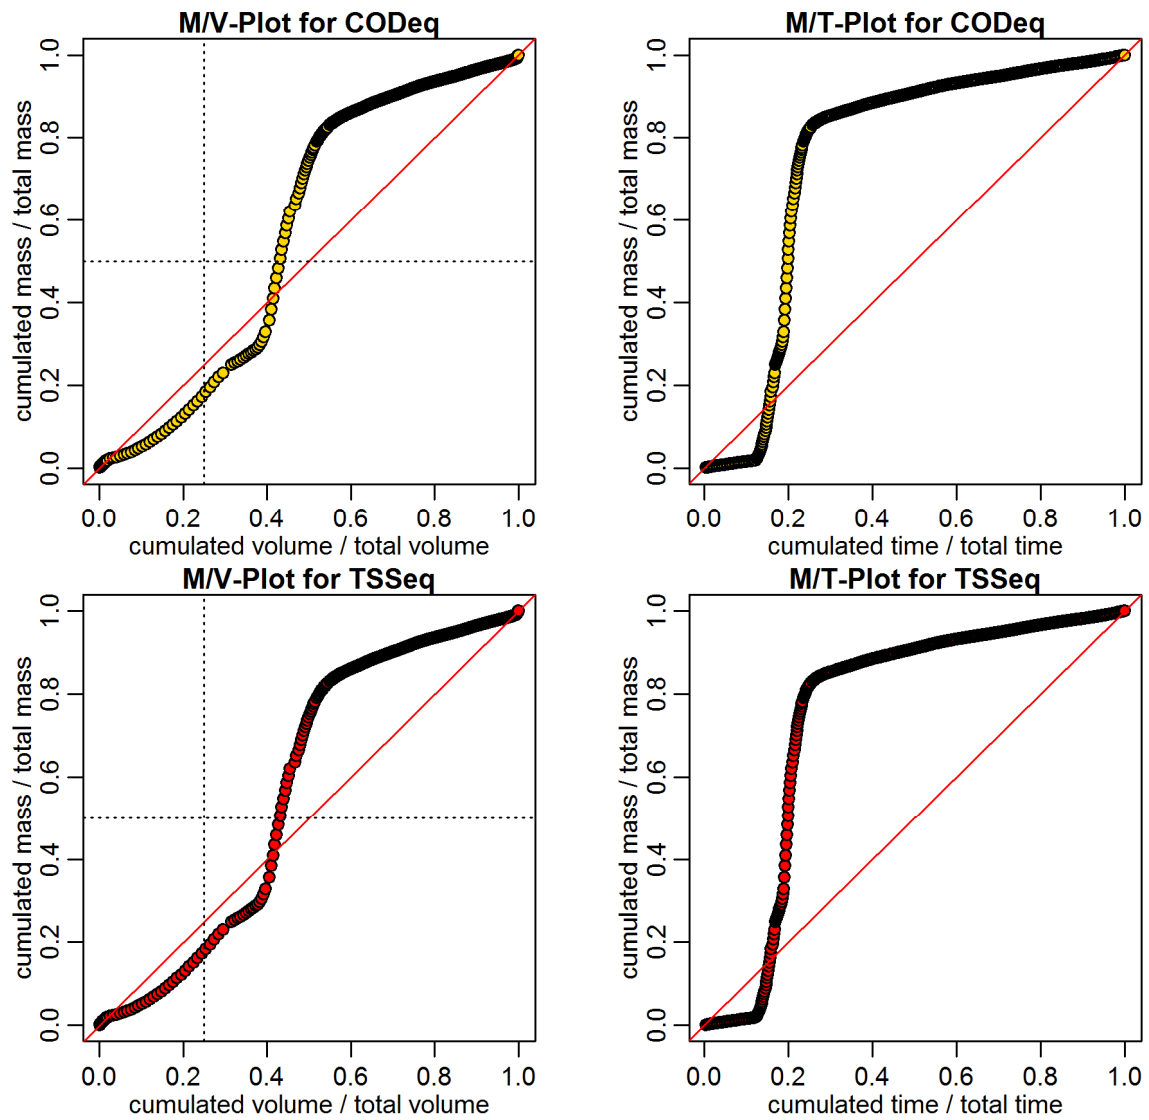 M/V-Plot for CODeq
cumulated mass / total mass
1.0
0.8
0.6
0.4
0.2
0.0
0.0 0.2 0.4 0.6 0.8 1.0
cumulated volume / total volume
M/T-Plot for CODeq
cumulated mass / total mass
1.0
0.8
0.6
0.4
0.2
0.0
0.0 0.2 0.4 0.6 0.8 1.0
cumulated time / total time
M/V-Plot for TSSeq
cumulated mass / total mass
1.0
0.8
0.6
0.4
0.2
0.0
0.0 0.2 0.4 0.6 0.8 1.0
cumulated volume / total volume
M/T-Plot for TSSeq
cumulated mass / total mass
1.0
0.8
0.6
0.4
0.2
0.0
0.0 0.2 0.4 0.6 0.8 1.0
cumulated time / total time